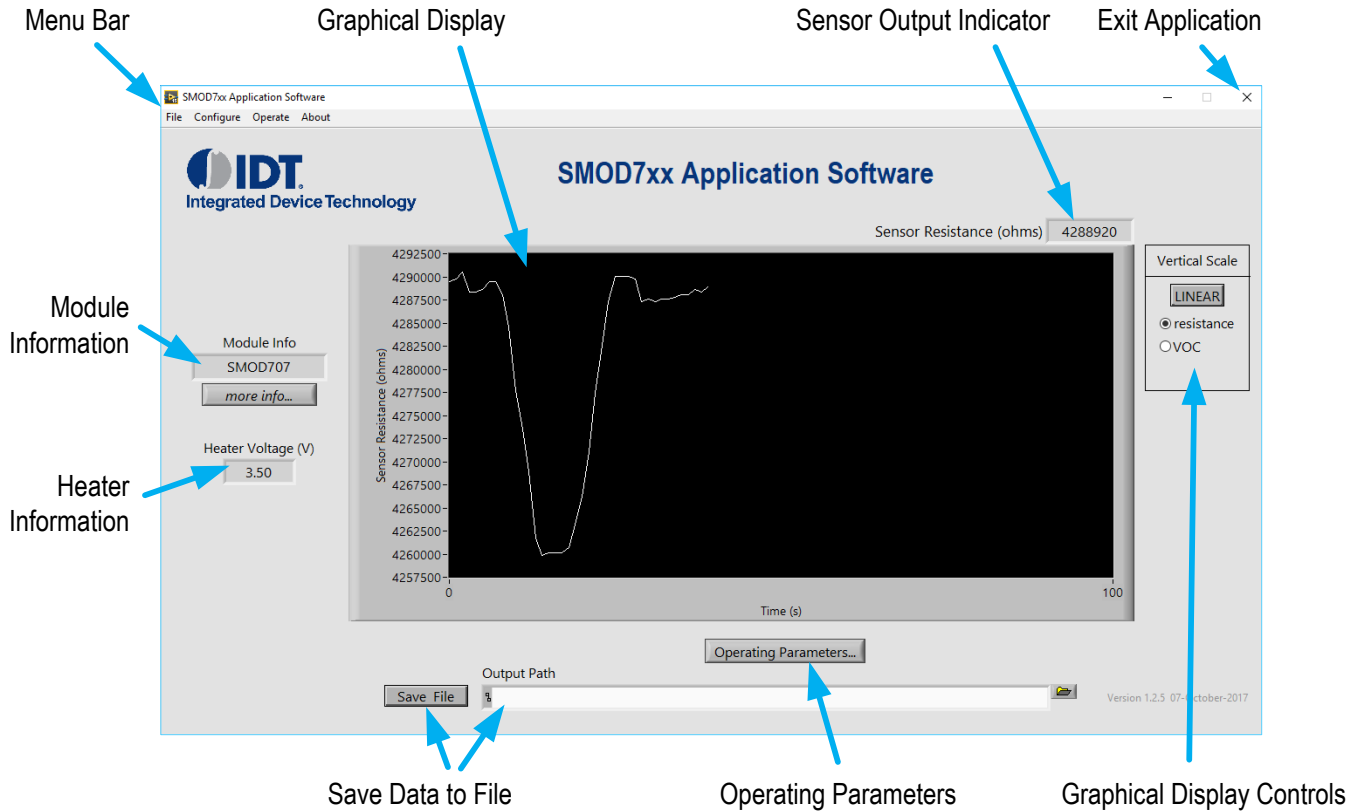 Menu Bar
Graphical Display
Sensor Output Indicator
Exit Application
SMOD7xx Application Software
File Configure Operate About
IDT.
Integrated Device Technology
SMOD7xx Application Software
Sensor Resistance (ohms) 4288920
Module
Information
Module Info
SMOD707
more info...
Heater Voltage (V)
3.50
Heater
Information
Sensor Resistance (ohms)
4292500
4290000
4287500
4285000
4282500
4280000
4277500
4275000
4272500
4270000
4267500
4265000
4262500
4260000
4257500
0
100
Time (s)
Vertical Scale
LINEAR
resistance
VOC
Operating Parameters...
Output Path
Save File
Version 1.2.5 07-October-2017
Save Data to File
Operating Parameters
Graphical Display Controls